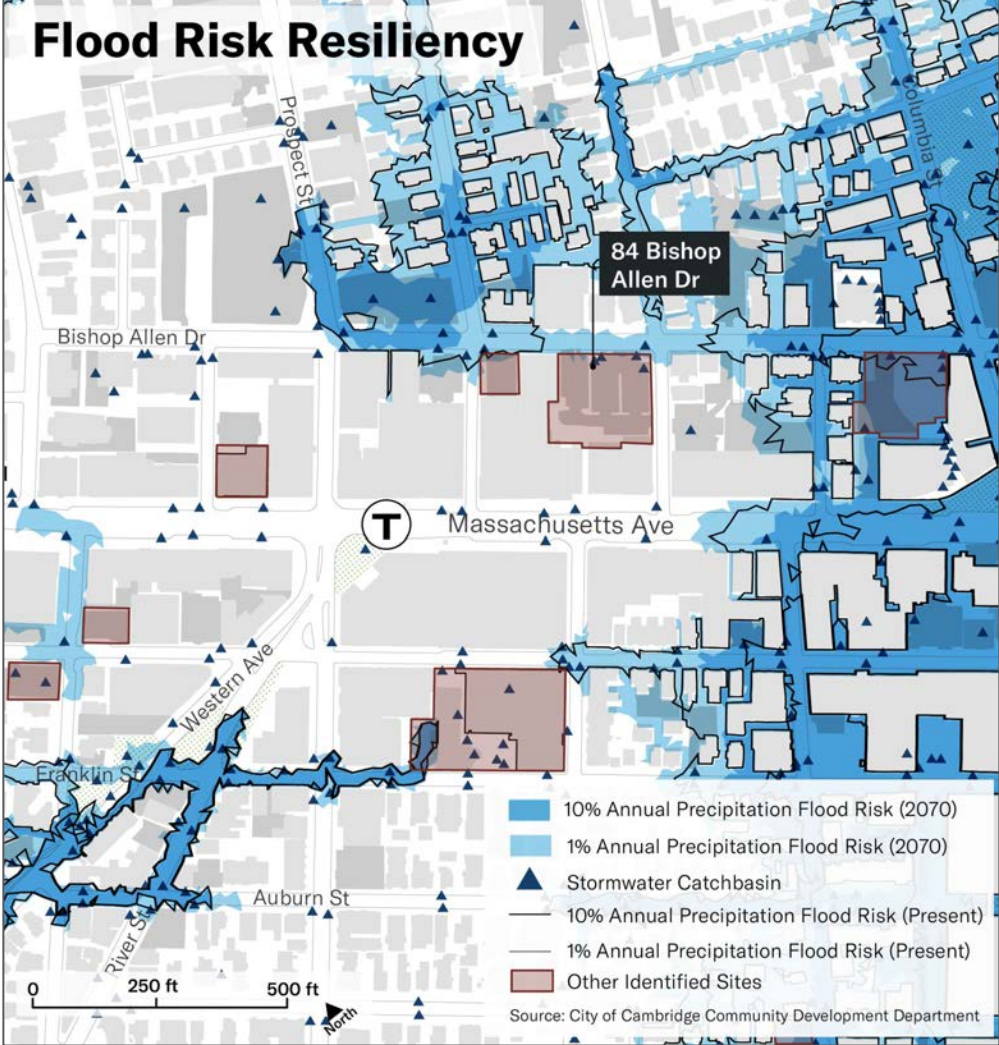 Flood Risk Resiliency
Prospect St
Columbia St
84 Bishop
Allen Dr
Bishop Allen Dr
T
Massachusetts Ave
Western Ave
Franklin St
Auburn St
River St
10% Annual Precipitation Flood Risk (2070)
1% Annual Precipitation Flood Risk (2070)
Stormwater Catchbasin
10% Annual Precipitation Flood Risk (Present)
1% Annual Precipitation Flood Risk (Present)
Other Identified Sites
0 250 ft 500 ft
North
Source: City of Cambridge Community Development Department